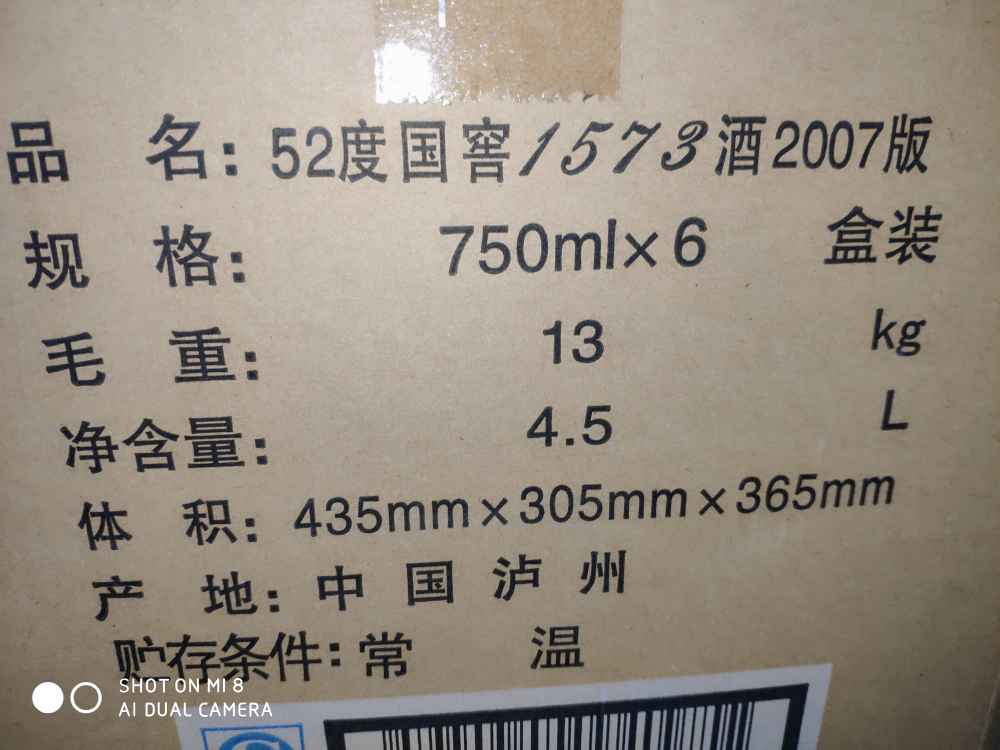 品 名: 52度国窖1573酒2007版
规 格: 750ml×6 盒装
毛 重: 13 kg
净含量: 4.5 L
体 积: 435mm×305mm×365mm
产 地: 中国泸州
贮存条件: 常 温
SHOT ON MI 8
AI DUAL CAMERA